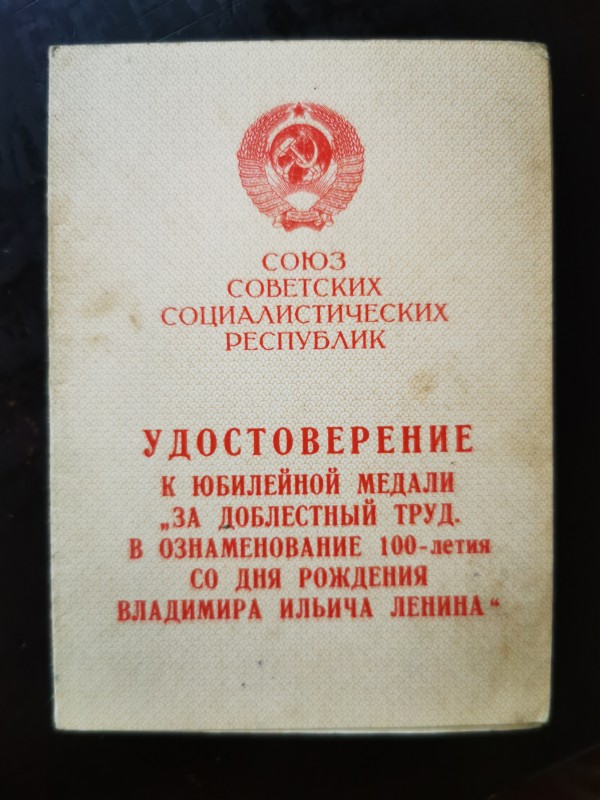 СОЮЗ
СОВЕТСКИХ
СОЦИАЛИСТИЧЕСКИХ
РЕСПУБЛИК
УДОСТОВЕРЕНИЕ
К ЮБИЛЕЙНОЙ МЕДАЛИ
„ЗА ДОБЛЕСТНЫЙ ТРУД.
В ОЗНАМЕНОВАНИЕ 100-летия
СО ДНЯ РОЖДЕНИЯ
ВЛАДИМИРА ИЛЬИЧА ЛЕНИНА“